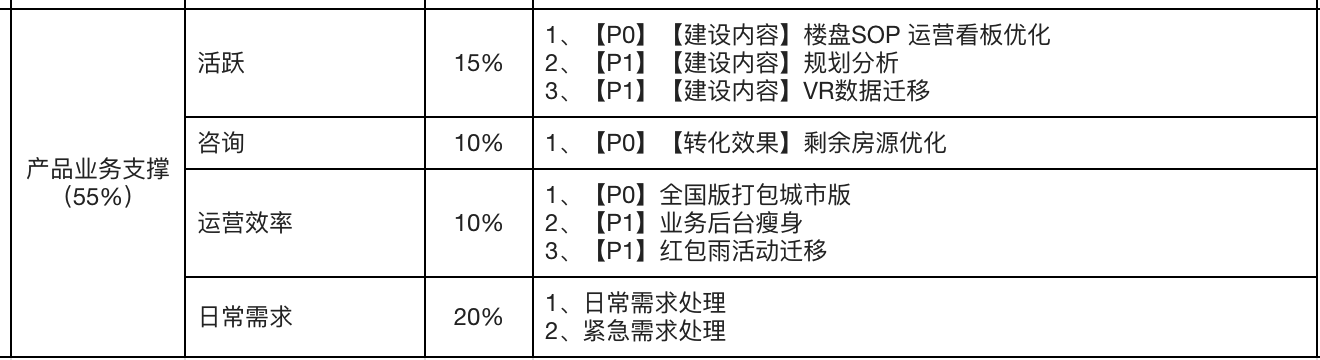 产品业务支撑
（55%）
活跃
15%
1、【P0】【建设内容】楼盘SOP 运营看板优化
2、【P1】【建设内容】规划分析
3、【P1】【建设内容】VR数据迁移
咨询
10%
1、【P0】【转化效果】剩余房源优化
运营效率
10%
1、【P0】全国版打包城市版
2、【P1】业务后台瘦身
3、【P1】红包雨活动迁移
日常需求
20%
1、日常需求处理
2、紧急需求处理